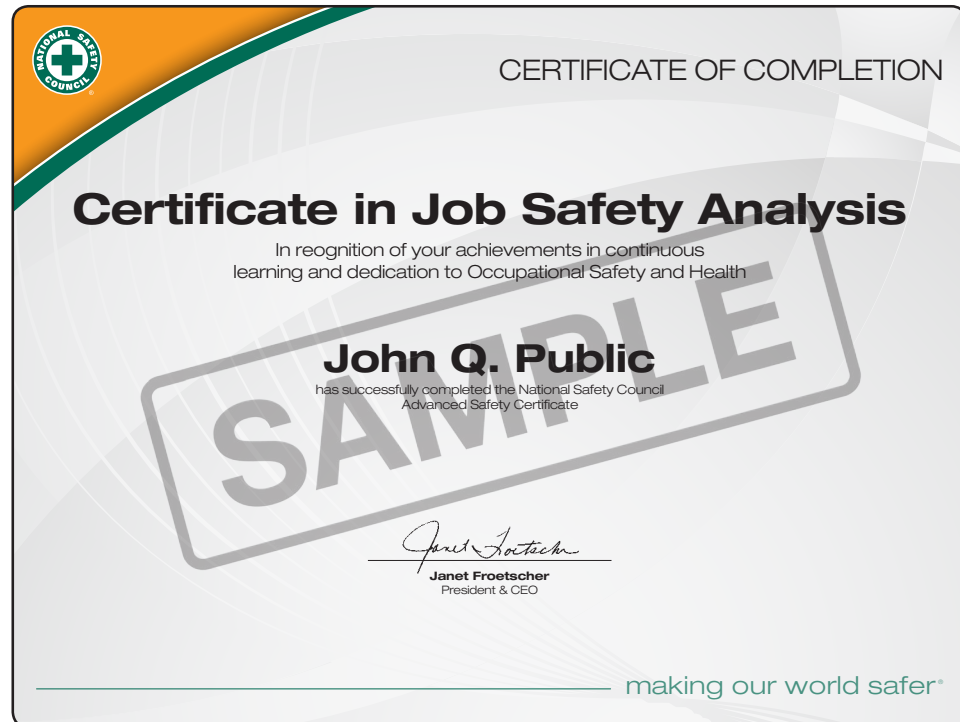 NATIONAL SAFETY
COUNCIL
®
CERTIFICATE OF COMPLETION
Certificate in Job Safety Analysis
In reognition of your achievements in continuous
learning and dedication to Occupational Safety and Health
John Q. Public
has successfully completed the National Safety Council
Advanced Safety Certificate
SAMPLE
Janet Froetscher
Janet Froetscher
President & CEO
making our world safer®